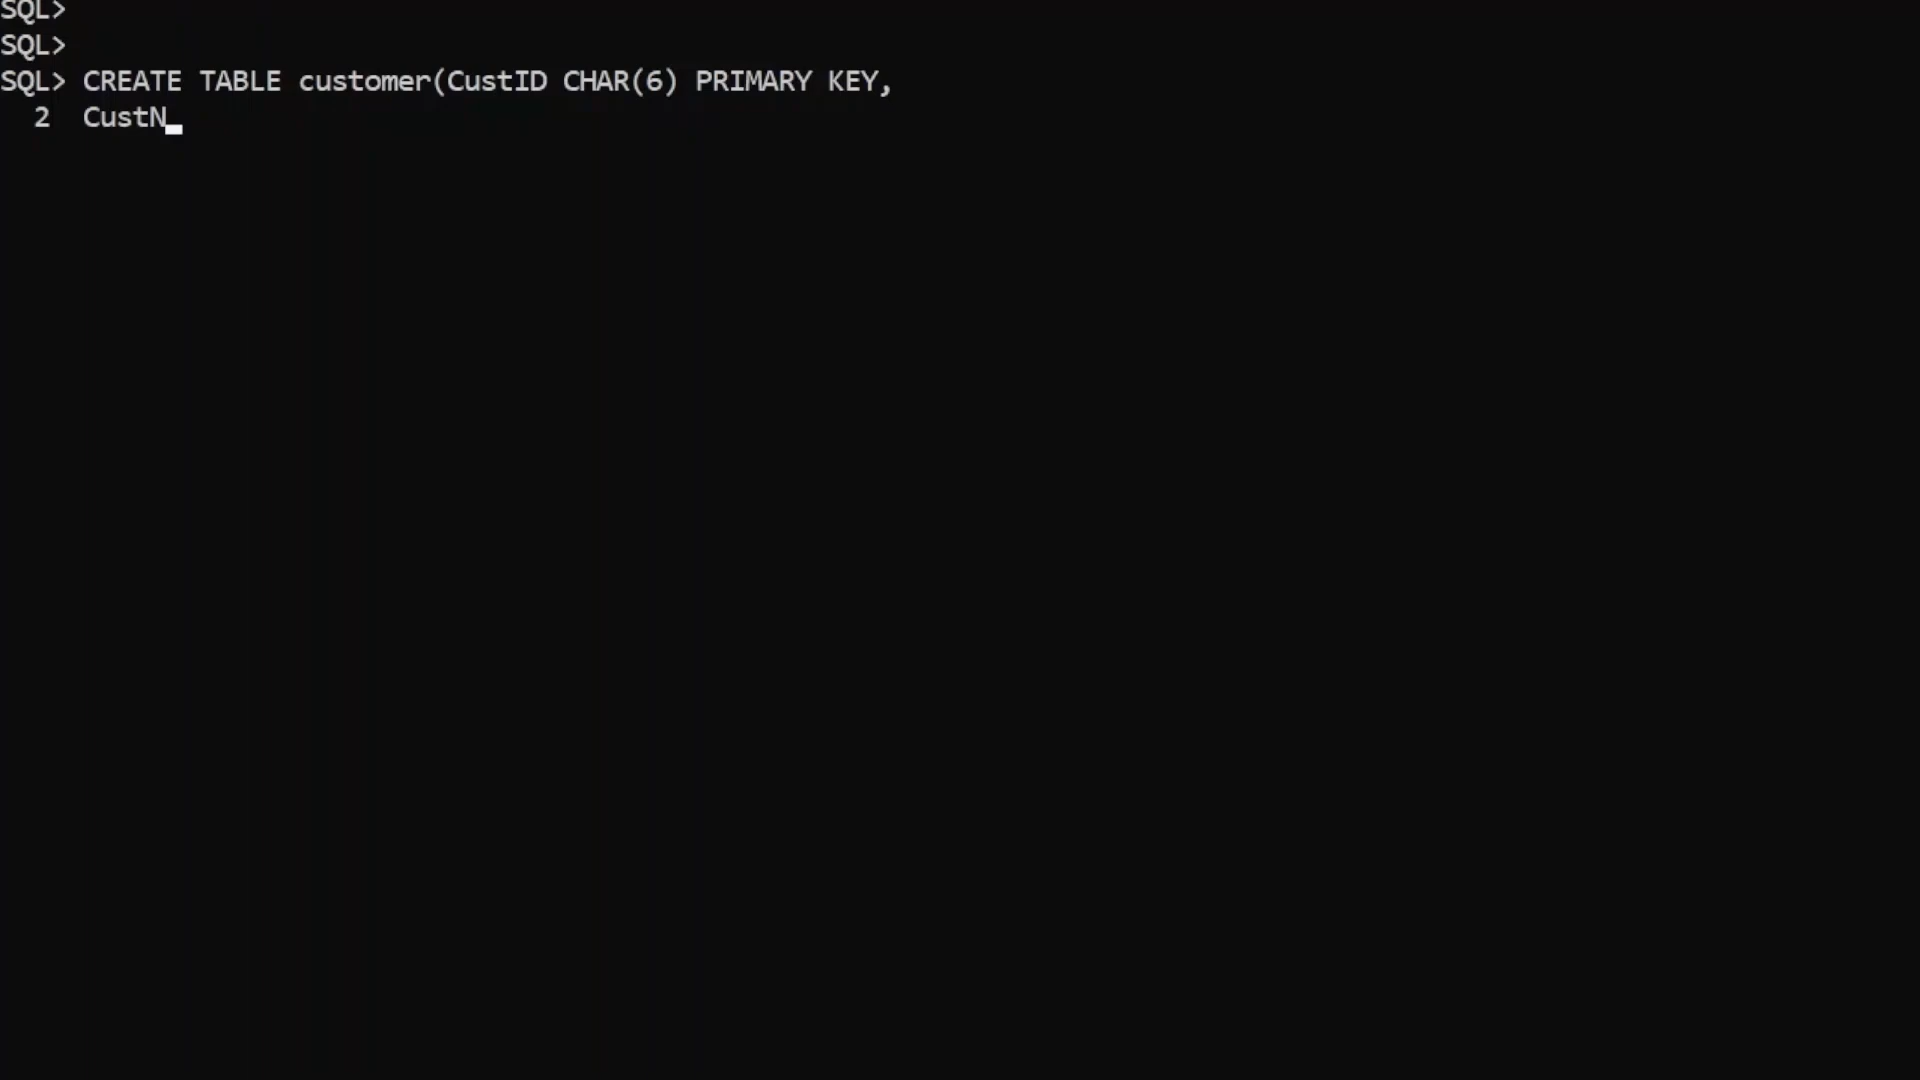 SQL>
SQL>
SQL> CREATE TABLE customer(CustID CHAR(6) PRIMARY KEY,
2 CustN